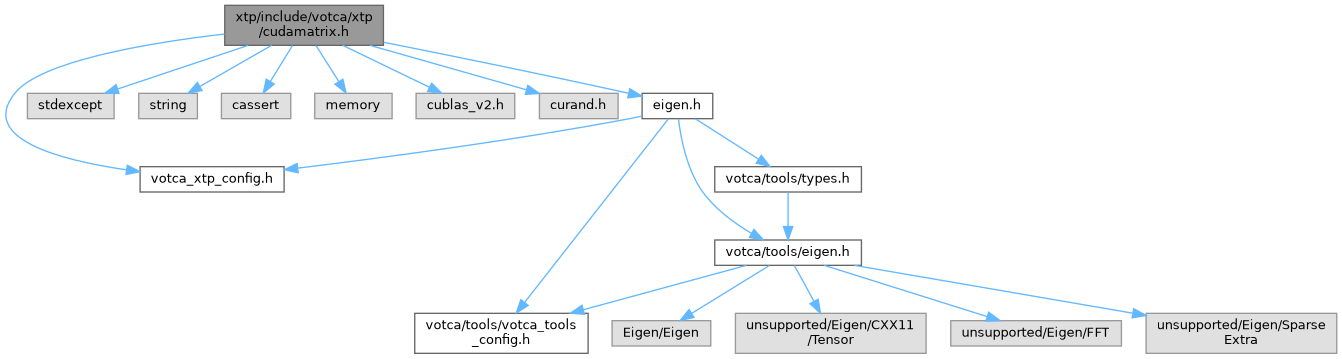 xtp/include/votca/xtp
/cudamatrix.h
stdexcept
string
cassert
memory
cublas_v2.h
curand.h
eigen.h
votca_xtp_config.h
votca/tools/types.h
votca/tools/eigen.h
votca/tools/votca_tools
_config.h
Eigen/Eigen
unsupported/Eigen/CXX11
/Tensor
unsupported/Eigen/FFT
unsupported/Eigen/Sparse
Extra